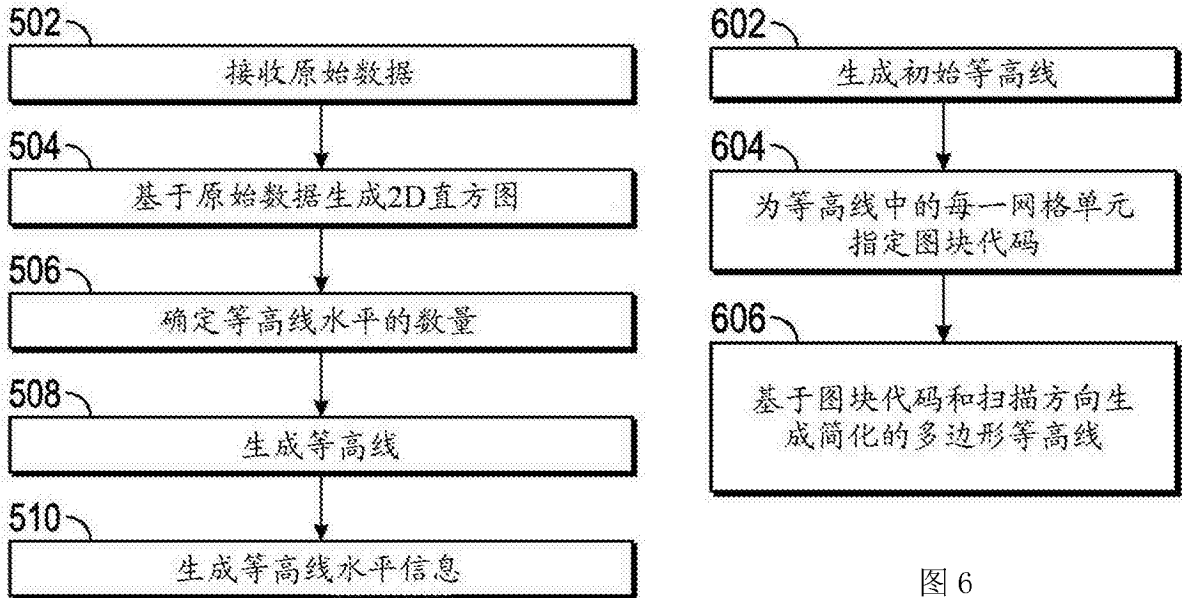 502
接收原始数据
504
基于原始数据生成2D直方图
506
确定等高线水平的数量
508
生成等高线
510
生成等高线水平信息
602
生成初始等高线
604
为等高线中的每一网格单元
指定图块代码
606
基于图块代码和扫描方向生
成简化的多边形等高线
图 6